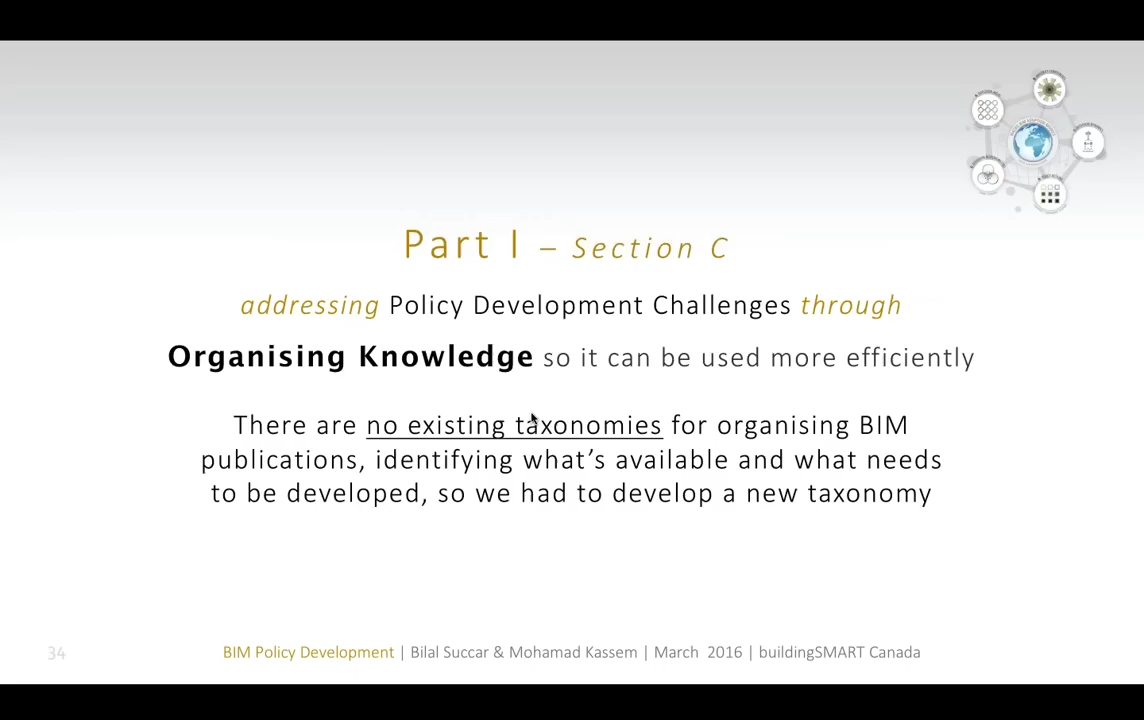 Part I – Section C
addressing Policy Development Challenges through
Organising Knowledge so it can be used more efficiently
There are no existing taxonomies for organising BIM
publications, identifying what’s available and what needs
to be developed, so we had to develop a new taxonomy
34
BIM Policy Development | Bilal Succar & Mohamad Kassem | March 2016 | buildingSMART Canada